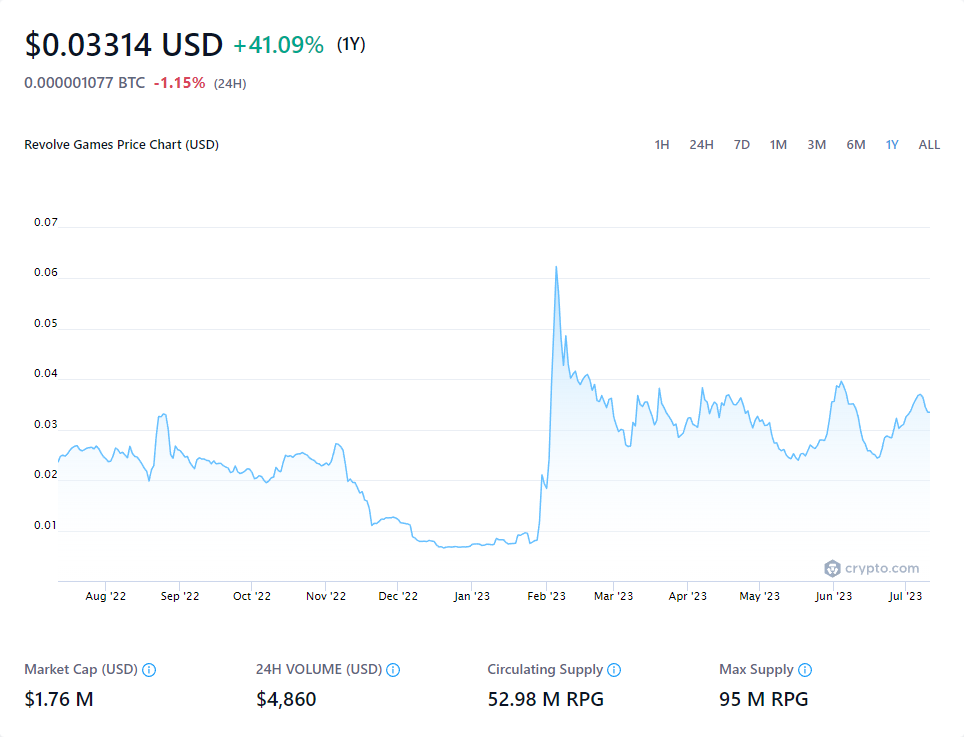 $0.03314 USD +41.09% (1Y)
0.000001077 BTC -1.15% (24H)
Revolve Games Price Chart (USD) 1H 24H 7D 1M 3M 6M 1Y ALL
0.07
0.06
0.05
0.04
0.03
0.02
0.01
crypto.com
Aug '22 Sep '22 Oct '22 Nov '22 Dec '22 Jan '23 Feb '23 Mar '23 Apr '23 May '23 Jun '23 Jul '23
Market Cap (USD) 24H VOLUME (USD) Circulating Supply Max Supply
$1.76 M $4,860 52.98 M RPG 95 M RPG